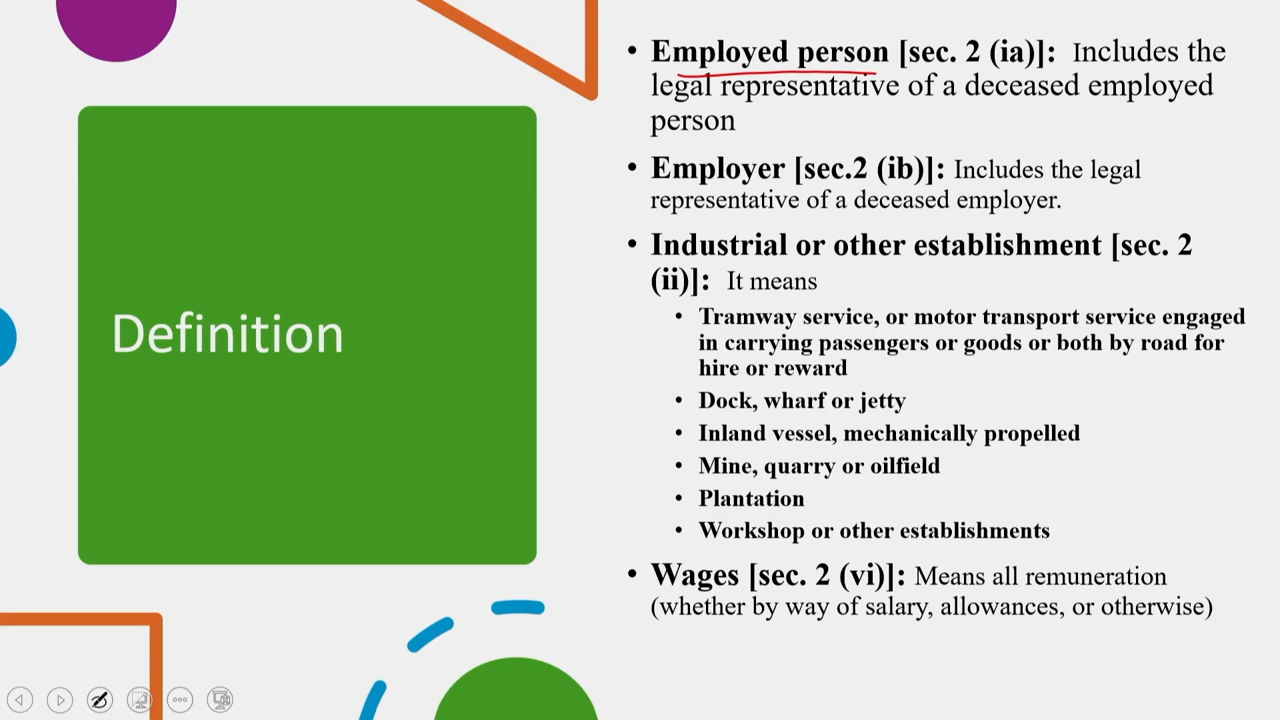 Definition
• Employed person [sec. 2 (ia)]: Includes the
legal representative of a deceased employed
person
• Employer [sec.2 (ib)]: Includes the legal
representative of a deceased employer.
• Industrial or other establishment [sec. 2
(ii)]: It means
• Tramway service, or motor transport service engaged
in carrying passengers or goods or both by road for
hire or reward
• Dock, wharf or jetty
• Inland vessel, mechanically propelled
• Mine, quarry or oilfield
• Plantation
• Workshop or other establishments
• Wages [sec. 2 (vi)]: Means all remuneration
(whether by way of salary, allowances, or otherwise)